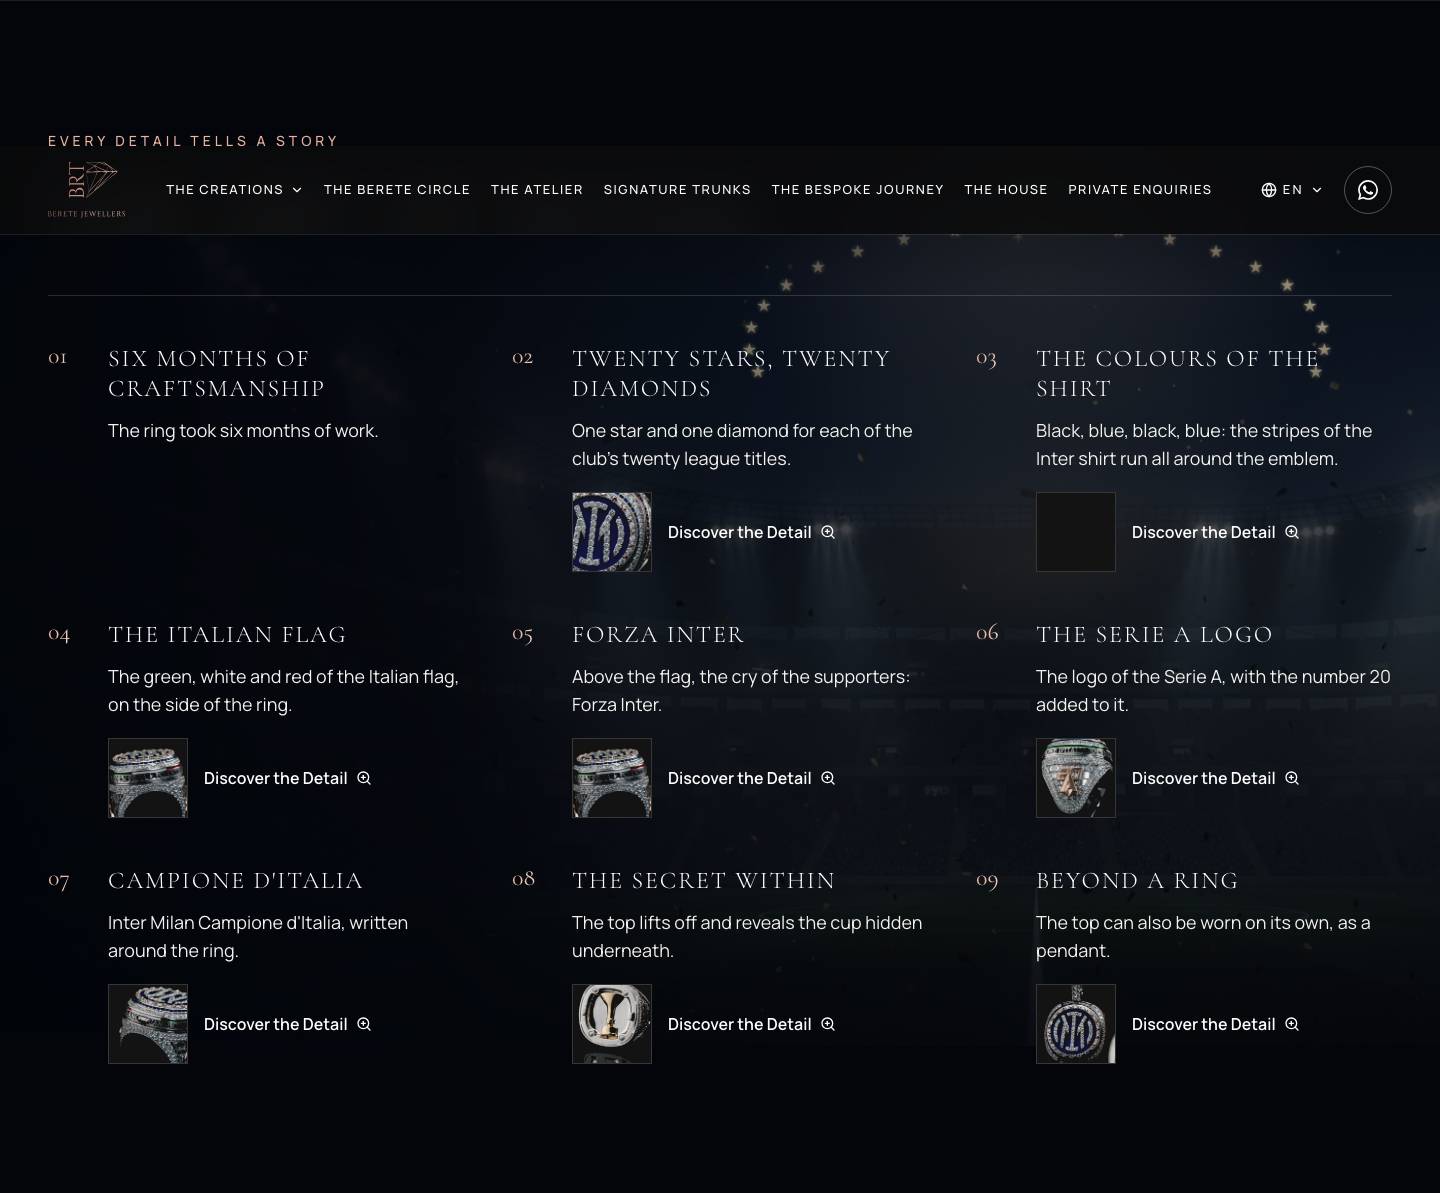 EVERY DETAIL TELLS A STORY
BRT
BERETE JEWELLERS
THE CREATIONS
THE BERETE CIRCLE
THE ATELIER
SIGNATURE TRUNKS
THE BESPOKE JOURNEY
THE HOUSE
PRIVATE ENQUIRIES
EN
01
SIX MONTHS OF
CRAFTSMANSHIP
The ring took six months of work.
02
TWENTY STARS, TWENTY
DIAMONDS
One star and one diamond for each of the
club's twenty league titles.
Discover the Detail
03
THE COLOURS OF THE
SHIRT
Black, blue, black, blue: the stripes of the
Inter shirt run all around the emblem.
Discover the Detail
04
THE ITALIAN FLAG
The green, white and red of the Italian flag,
on the side of the ring.
Discover the Detail
05
FORZA INTER
Above the flag, the cry of the supporters:
Forza Inter.
Discover the Detail
06
THE SERIE A LOGO
The logo of the Serie A, with the number 20
added to it.
Discover the Detail
07
CAMPIONE D'ITALIA
Inter Milan Campione d'Italia, written
around the ring.
Discover the Detail
08
THE SECRET WITHIN
The top lifts off and reveals the cup hidden
underneath.
Discover the Detail
09
BEYOND A RING
The top can also be worn on its own, as a
pendant.
Discover the Detail